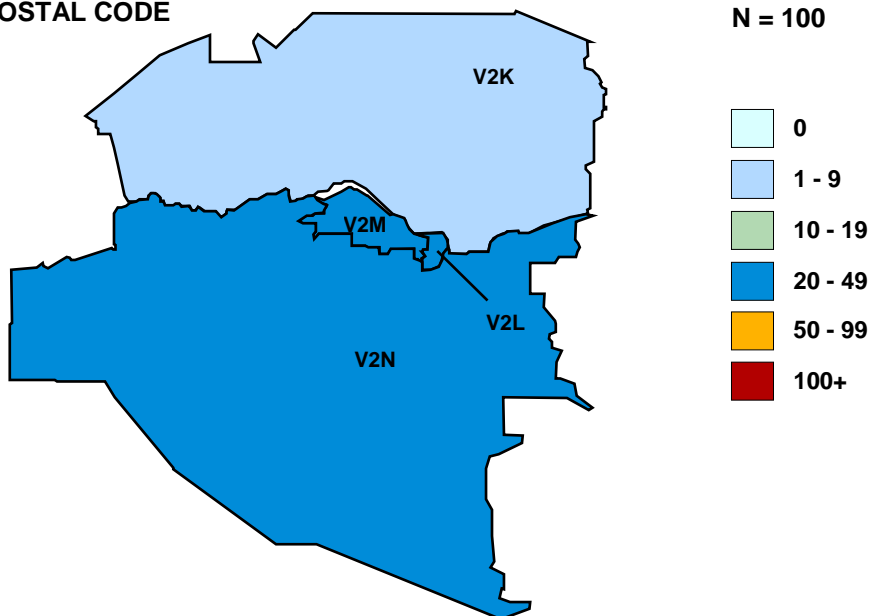 OSTAL CODE
N = 100
V2K
0
1 - 9
10 - 19
20 - 49
50 - 99
100+
V2M
V2L
V2N